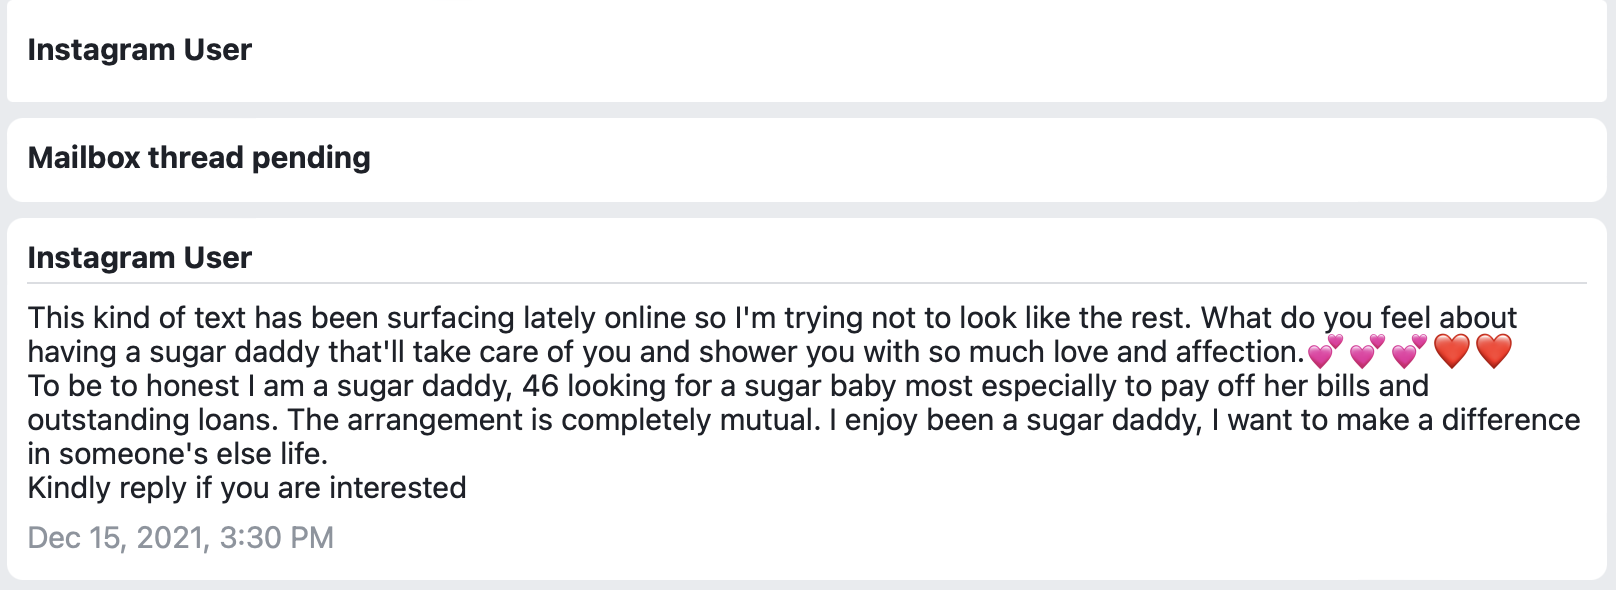 Instagram User
Mailbox thread pending
Instagram User
This kind of text has been surfacing lately online so I'm trying not to look like the rest. What do you feel about
having a sugar daddy that'll take care of you and shower you with so much love and affection.💕💕💕❤️❤️
To be to honest I am a sugar daddy, 46 looking for a sugar baby most especially to pay off her bills and
outstanding loans. The arrangement is completely mutual. I enjoy been a sugar daddy, I want to make a difference
in someone's else life.
Kindly reply if you are interested
Dec 15, 2021, 3:30 PM